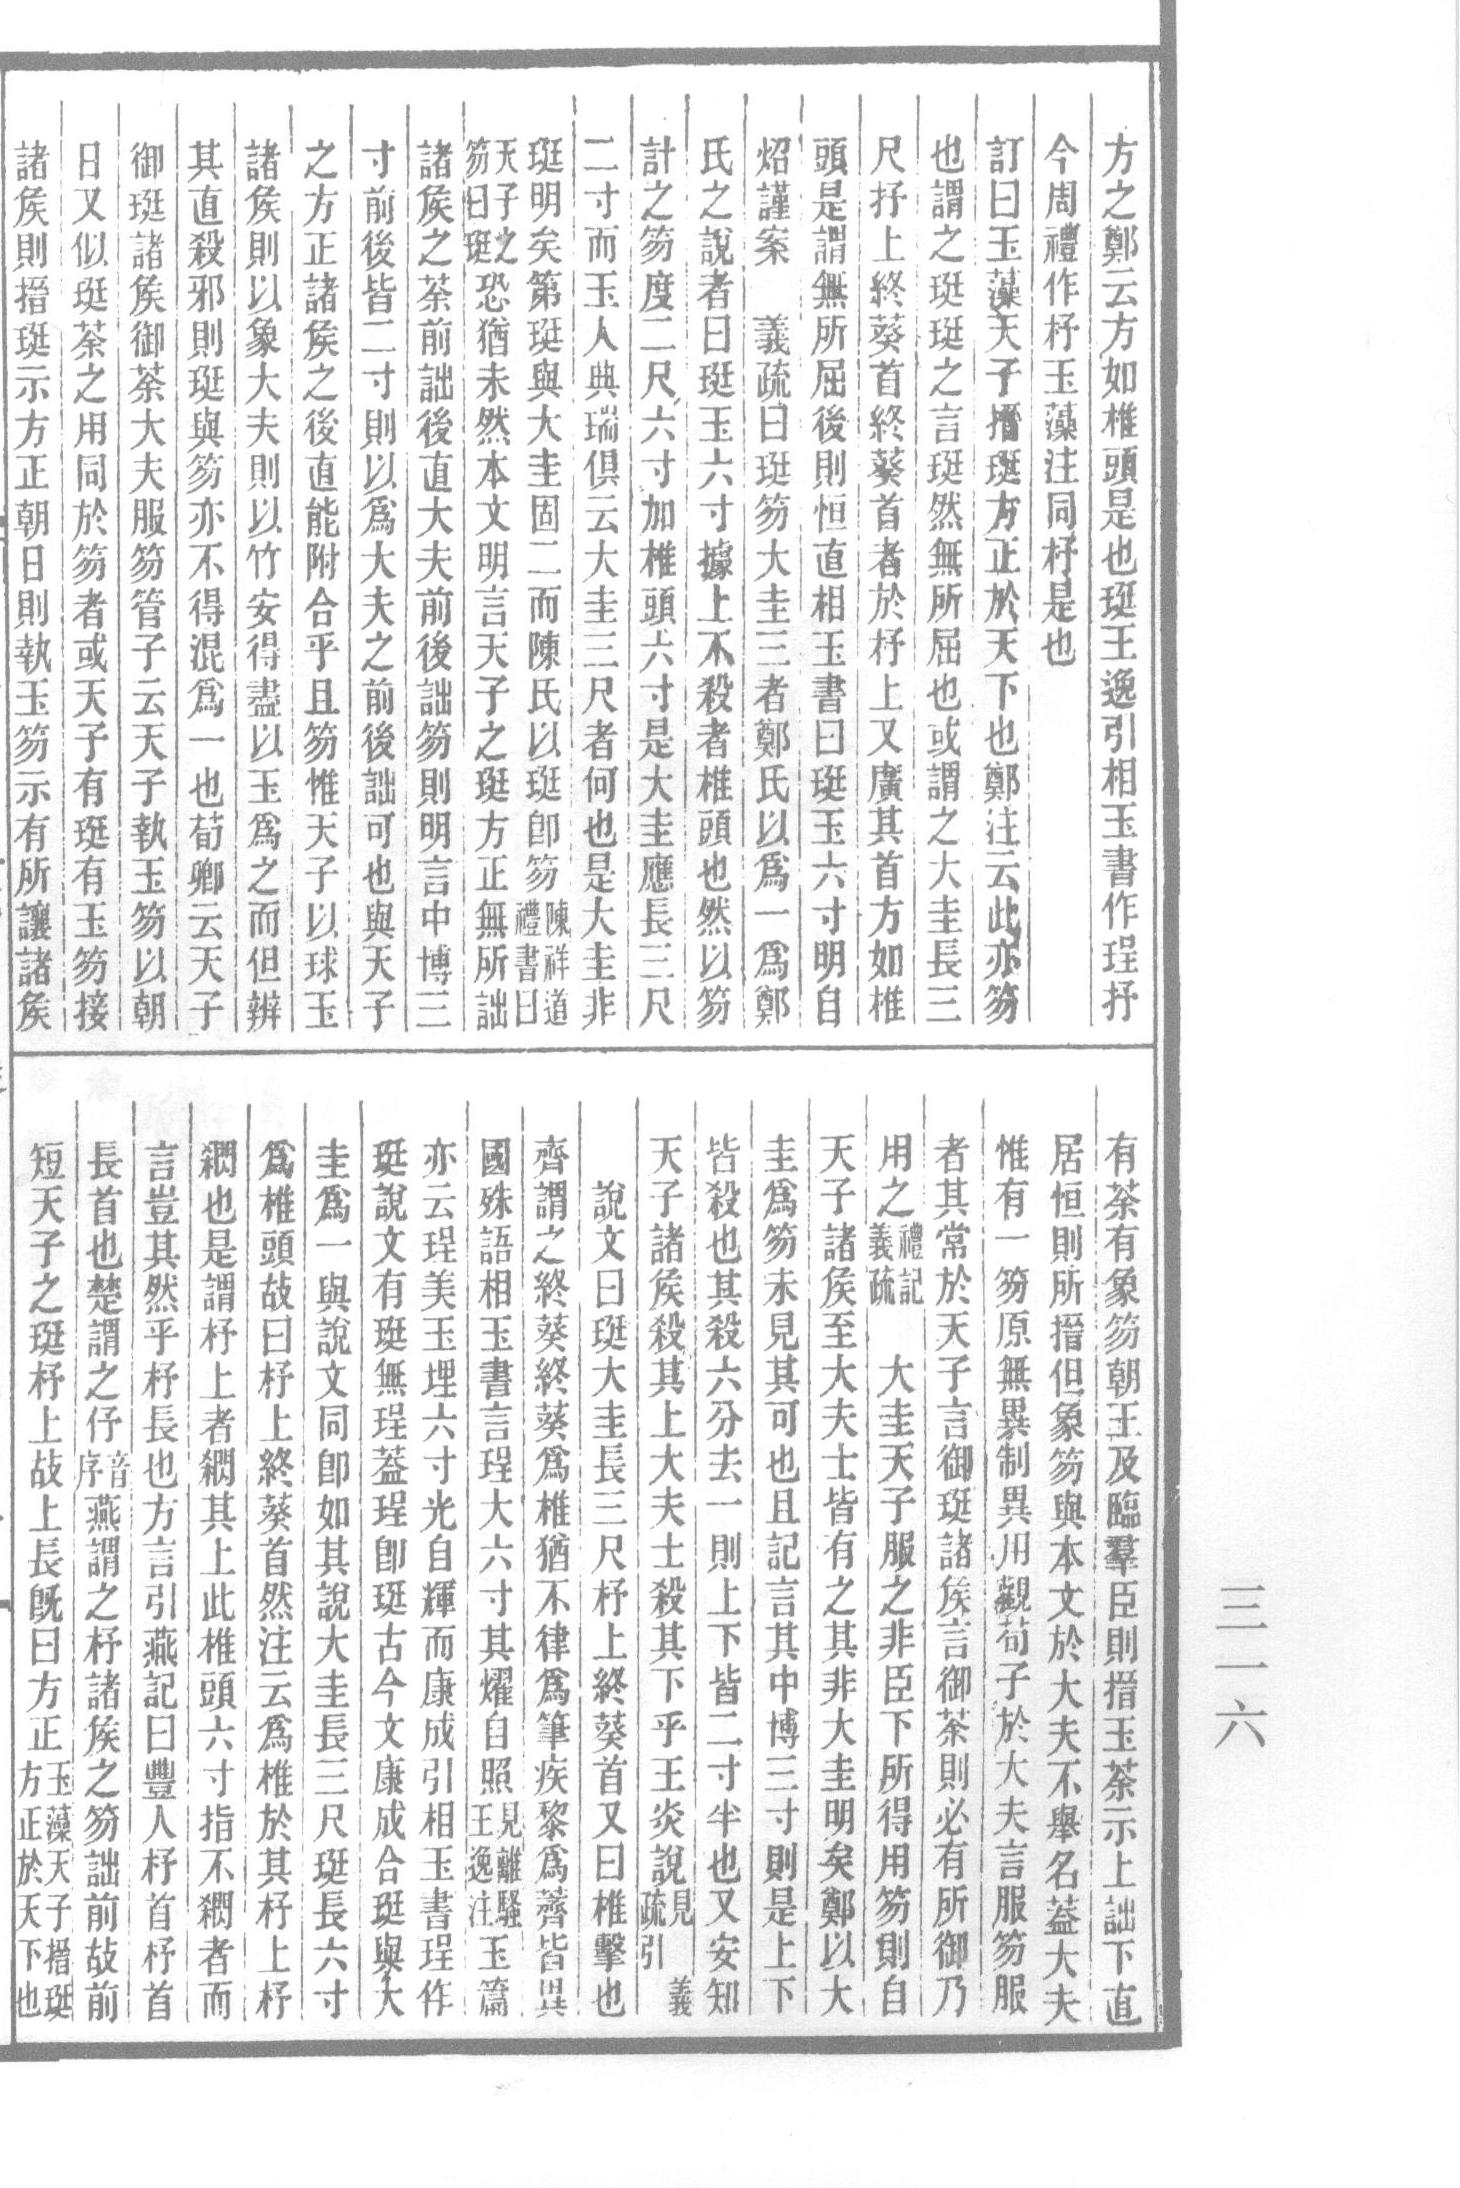 方之鄭云方如椎頭是也珽王逸引相玉書作珵抒
今周禮作杼玉藻注同杼是也
訂曰玉藻天子搢珽方正於天下也鄭注云此亦笏
也謂之珽珽之言珽然無所屈也或謂之大圭長三
尺抒上終葵首終葵首者於杼上又廣其首方如椎
頭是謂無所屈後則恒直相玉書曰珽玉六寸明自
炤謹案　義疏曰珽笏大圭三者鄭氏以爲一爲鄭
氏之說者曰珽玉六寸據上不殺者椎頭也然以笏
計之笏度二尺六寸加椎頭六寸是大圭應長三尺
二寸而玉人典瑞俱云大圭三尺者何也是大圭非
珽明矣第珽與大圭固二而陳氏以珽卽笏陳祥道禮書曰
天子之笏曰珽恐猶未然本文明言天子之珽方正無所詘
諸矦之荼前詘後直大夫前後詘笏則明言中博三
寸前後皆二寸則以爲大夫之前後詘可也與天子
之方正諸矦之後直能附合乎且笏惟天子以球玉
諸矦則以象大夫則以竹安得盡以玉爲之而但辨
其直殺邪則珽與笏亦不得混爲一也荀卿云天子
御珽諸矦御荼大夫服笏管子云天子執玉笏以朝
日又似珽荼之用同於笏者或天子有珽有玉笏接
諸矦則搢珽示方正朝日則執玉笏示有所讓諸矦
有荼有象笏朝王及臨羣臣則搢玉荼示上詘下直
居恒則所搢但象笏與本文於大夫不舉名葢大夫
惟有一笏原無異制異用觀荀子於大夫言服笏服
者其常於天子言御珽諸矦言御荼則必有所御乃
用之禮記義疏　大圭天子服之非臣下所得用笏則自
天子諸矦至大夫士皆有之其非大圭明矣鄭以大
圭爲笏未見其可也且記言其中博三寸則是上下
皆殺也其殺六分去一則上下皆二寸半也又安知
天子諸矦殺其上大夫士殺其下乎王炎說見義疏引
說文曰珽大圭長三尺杼上終葵首又曰椎擊也
齊謂之終葵終葵爲椎猶不律爲筆疾黎爲薺皆異
國殊語相玉書言珵大六寸其燿自照見離騷王逸注玉篇
亦云珵美玉埋六寸光自輝而康成引相玉書珵作
珽說文有珽無珵葢珵卽珽古今文康成合珽與大
圭爲一與說文同卽如其說大圭長三尺珽長六寸
爲椎頭故曰杼上終葵首然注云爲椎於其杼上杼
網也是謂杼上者網其上此椎頭六寸指不網者而
言豈其然乎杼長也方言引燕記曰豐人杼首杼首
長首也楚謂之仔音序燕謂之杼諸矦之笏詘前故前
短天子之珽杼上故上長旣曰方正玉藻天子搢珽方正於天下也
三一六